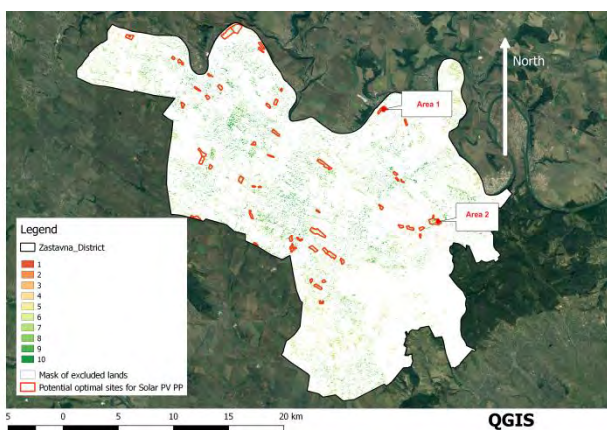 North
Area 1
Area 2
Legend
Zastavna_District
1
2
3
4
5
6
7
8
9
10
Mask of excluded lands
Potential optimal sites for Solar PV PP
5 0 5 10 15 20 km
QGIS